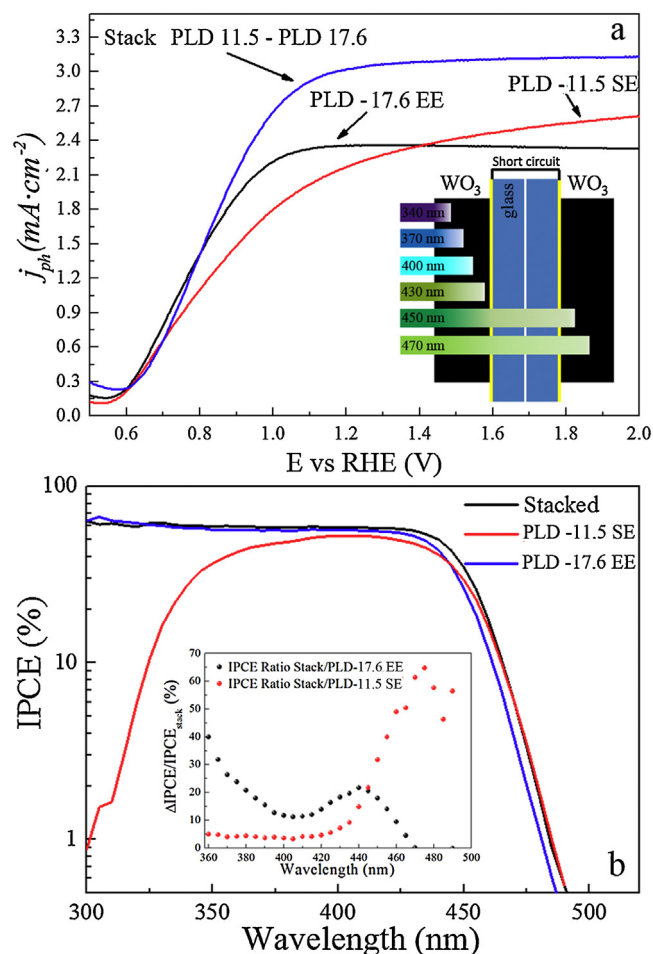 a
Stack PLD 11.5 - PLD 17.6
PLD -11.5 SE
PLD -17.6 EE
3.3
3.0
2.7
2.4
2.1
1.8
1.5
1.2
0.9
0.6
0.3
0.0
j_ph(mA·cm⁻²)
Short circuit
WO₃
WO₃
glass
340 nm
370 nm
400 nm
430 nm
450 nm
470 nm
0.6 0.8 1.0 1.2 1.4 1.6 1.8 2.0
E vs RHE (V)
100
10
1
IPCE (%)
Stacked
PLD -11.5 SE
PLD -17.6 EE
IPCE Ratio Stack/PLD-17.6 EE
IPCE Ratio Stack/PLD-11.5 SE
70
60
50
40
30
20
10
0
ΔIPCE/IPCE_stack (%)
360 380 400 420 440 460 480 500
Wavelength (nm)
b
300 350 400 450 500
Wavelength (nm)